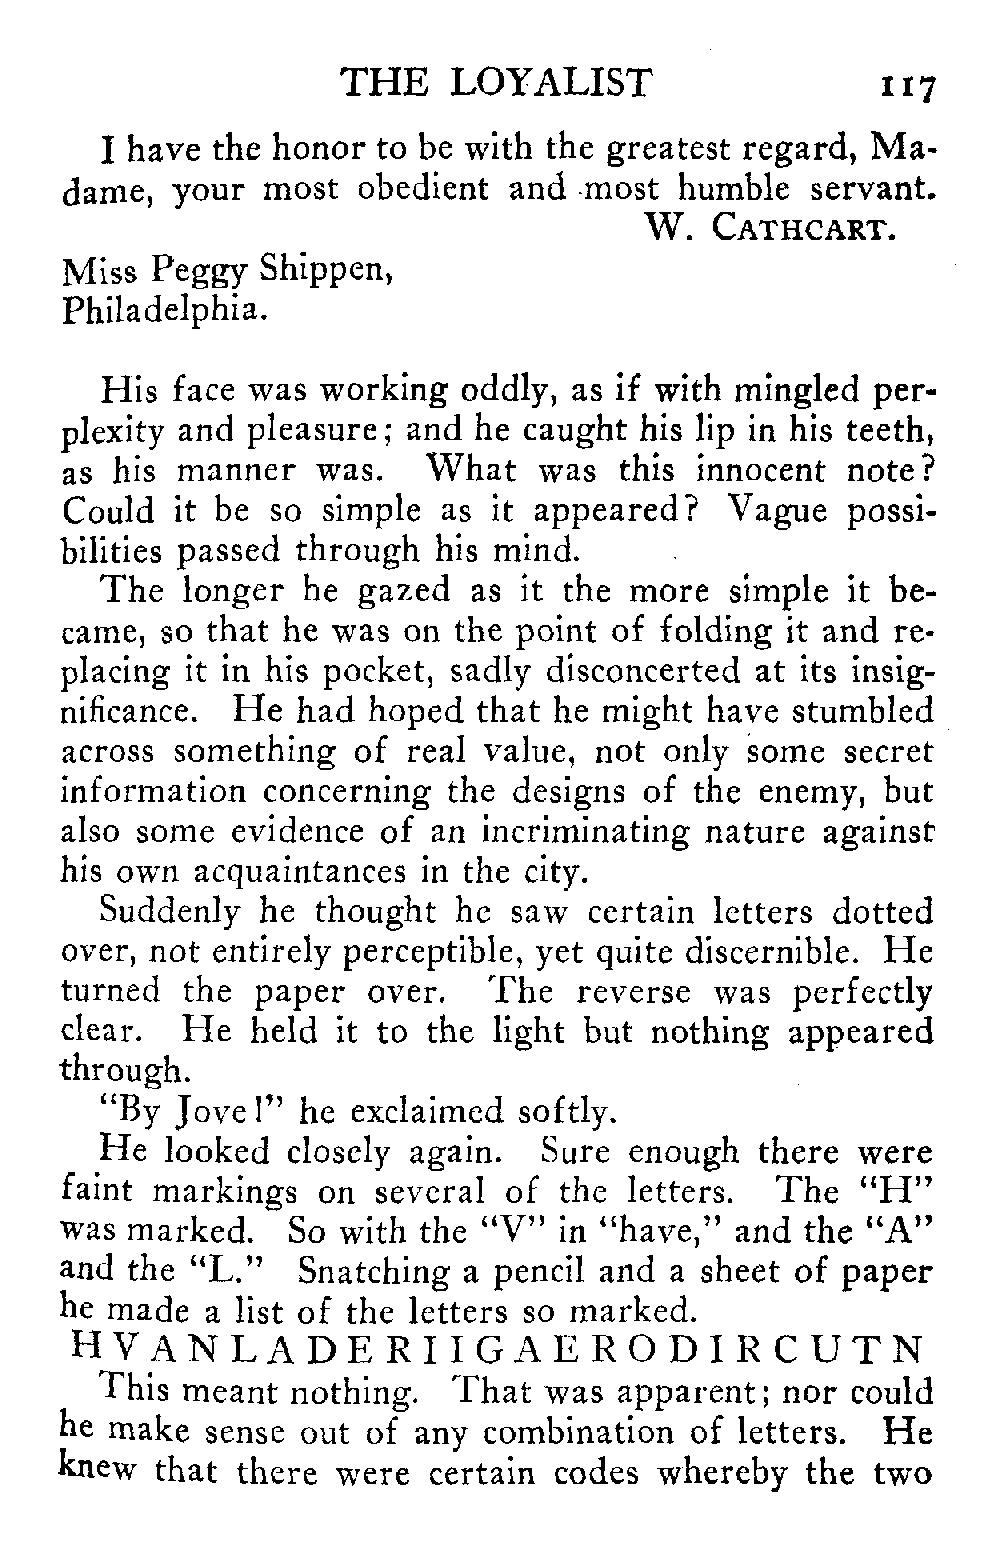 THE LOYALIST 117
I have the honor to be with the greatest regard, Ma-
dame, your most obedient and most humble servant.
W. CATHCART.
Miss Peggy Shippen,
Philadelphia.
His face was working oddly, as if with mingled per-
plexity and pleasure; and he caught his lip in his teeth,
as his manner was. What was this innocent note?
Could it be so simple as it appeared? Vague possi-
bilities passed through his mind.
The longer he gazed as it the more simple it be-
came, so that he was on the point of folding it and re-
placing it in his pocket, sadly disconcerted at its insig-
nificance. He had hoped that he might have stumbled
across something of real value, not only some secret
information concerning the designs of the enemy, but
also some evidence of an incriminating nature against
his own acquaintances in the city.
Suddenly he thought he saw certain letters dotted
over, not entirely perceptible, yet quite discernible. He
turned the paper over. The reverse was perfectly
clear. He held it to the light but nothing appeared
through.
"By Jove!" he exclaimed softly.
He looked closely again. Sure enough there were
faint markings on several of the letters. The "H"
was marked. So with the "V" in "have," and the "A"
and the "L." Snatching a pencil and a sheet of paper
he made a list of the letters so marked.
H V A N L A D E R I I G A E R O D I R C U T N
This meant nothing. That was apparent; nor could
he make sense out of any combination of letters. He
knew that there were certain codes whereby the two